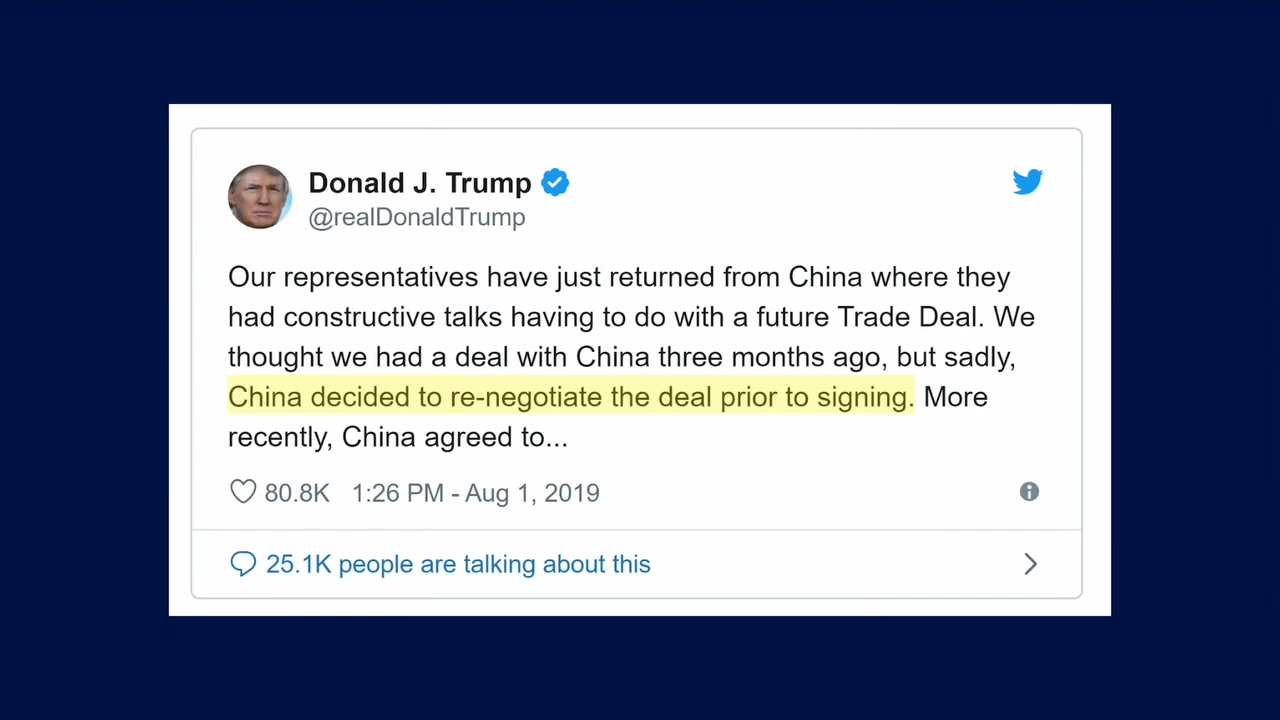 Donald J. Trump
@realDonaldTrump
Our representatives have just returned from China where they
had constructive talks having to do with a future Trade Deal. We
thought we had a deal with China three months ago, but sadly,
China decided to re-negotiate the deal prior to signing. More
recently, China agreed to...
80.8K 1:26 PM - Aug 1, 2019
25.1K people are talking about this